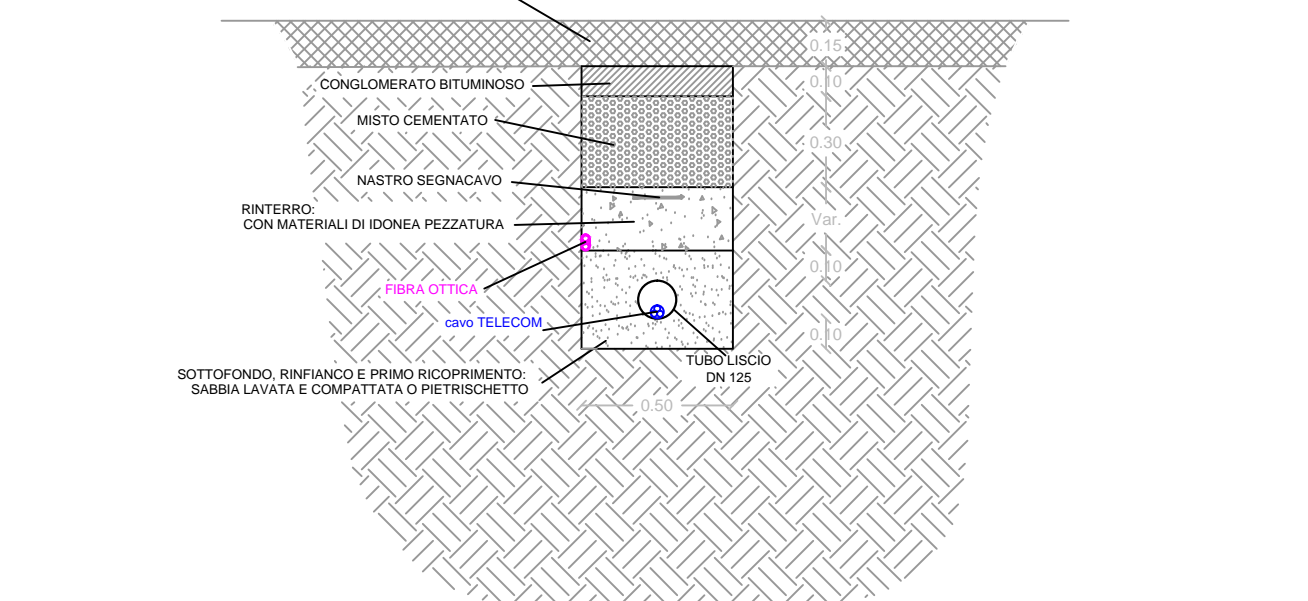 0.15
CONGLOMERATO BITUMINOSO
0.10
MISTO CEMENTATO
0.30
NASTRO SEGNACAVO
RINTERRO:
CON MATERIALI DI IDONEA PEZZATURA
Var.
0.10
FIBRA OTTICA
cavo TELECOM
0.10
TUBO LISCIO
DN 125
SOTTOFONDO, RINFIANCO E PRIMO RICOPRIMENTO:
SABBIA LAVATA E COMPATTATA O PIETRISCHETTO
0.50